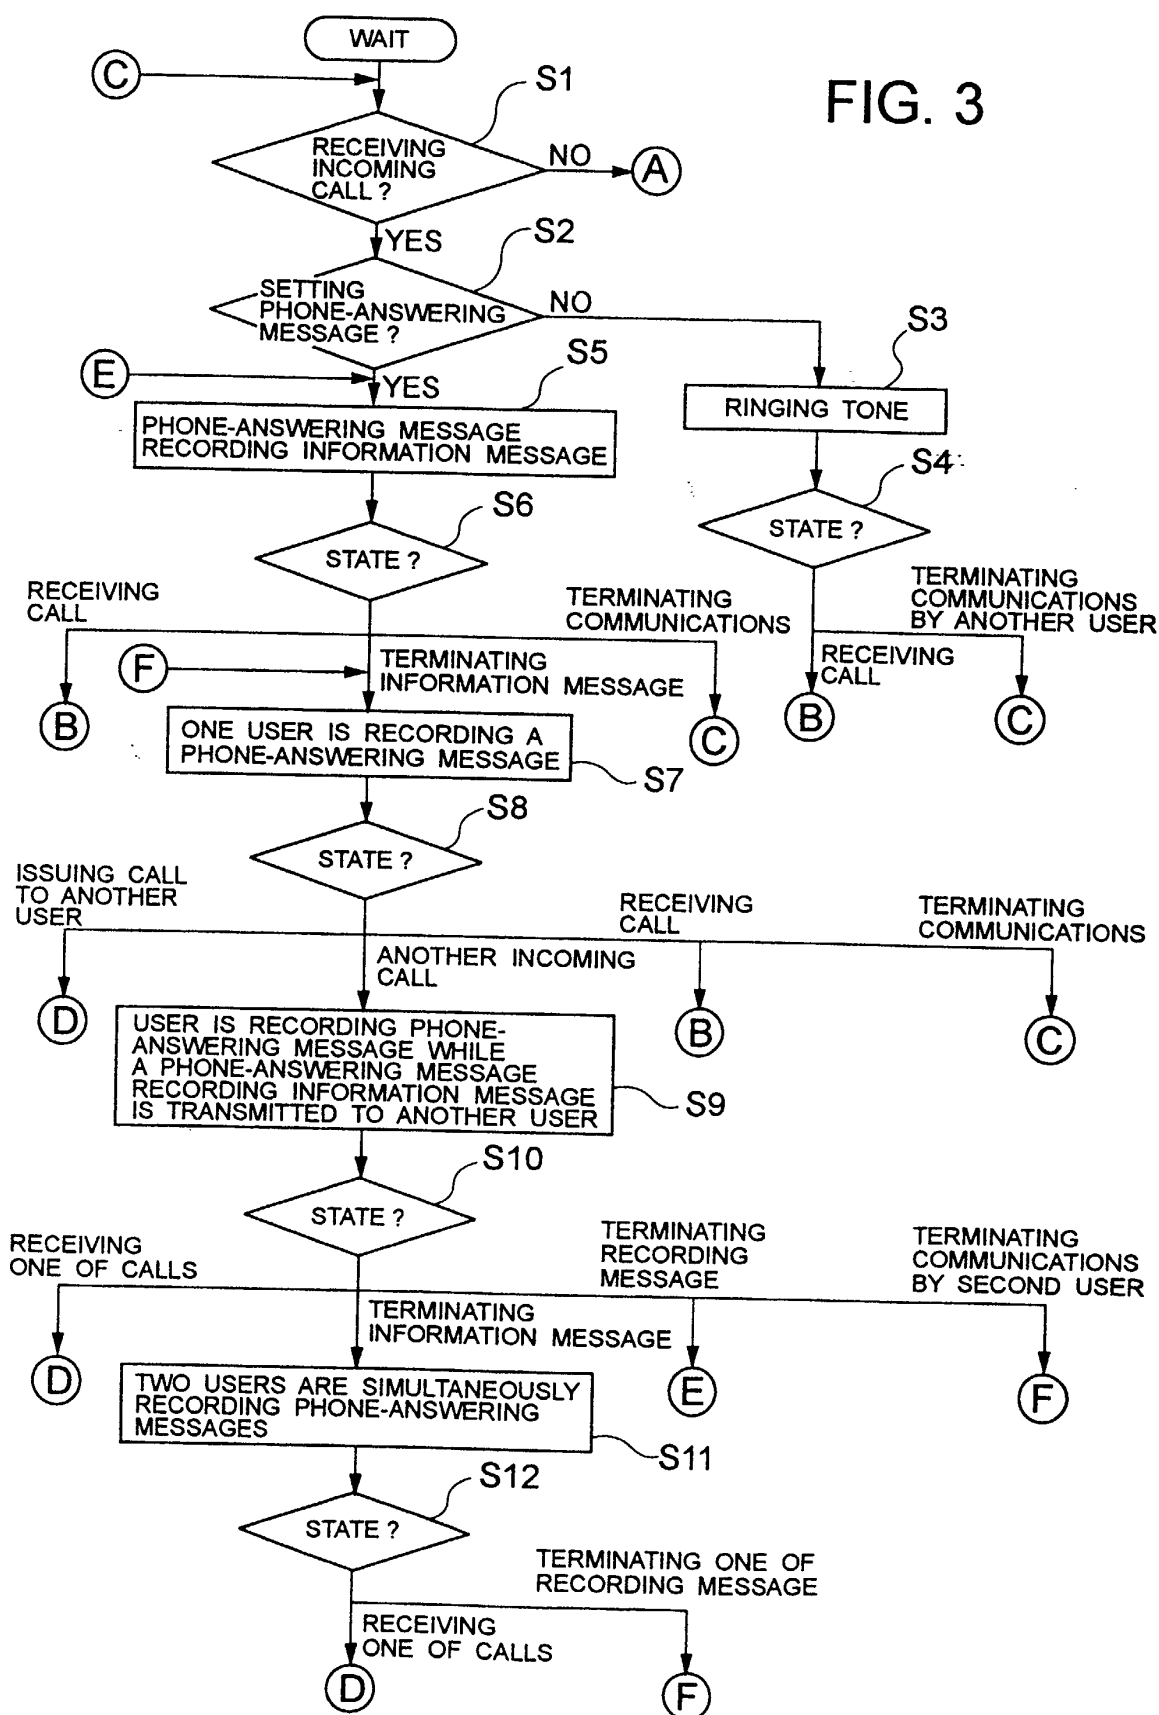 WAIT
C
S1
FIG. 3
RECEIVING
INCOMING
CALL ?
NO
A
YES
S2
SETTING
PHONE-ANSWERING
MESSAGE ?
NO
S3
E
YES
S5
RINGING TONE
PHONE-ANSWERING MESSAGE
RECORDING INFORMATION MESSAGE
S4
S6
STATE ?
STATE ?
RECEIVING
CALL
TERMINATING
COMMUNICATIONS
TERMINATING
COMMUNICATIONS
BY ANOTHER USER
F
TERMINATING
INFORMATION MESSAGE
RECEIVING
CALL
B
C
B
C
ONE USER IS RECORDING A
PHONE-ANSWERING MESSAGE
S7
S8
STATE ?
ISSUING CALL
TO ANOTHER
USER
RECEIVING
CALL
TERMINATING
COMMUNICATIONS
ANOTHER INCOMING
CALL
D
B
C
USER IS RECORDING PHONE-
ANSWERING MESSAGE WHILE
A PHONE-ANSWERING MESSAGE
RECORDING INFORMATION MESSAGE
IS TRANSMITTED TO ANOTHER USER
S9
S10
STATE ?
RECEIVING
ONE OF CALLS
TERMINATING
RECORDING
MESSAGE
TERMINATING
COMMUNICATIONS
BY SECOND USER
TERMINATING
INFORMATION MESSAGE
D
E
F
TWO USERS ARE SIMULTANEOUSLY
RECORDING PHONE-ANSWERING
MESSAGES
S11
S12
STATE ?
TERMINATING ONE OF
RECORDING MESSAGE
RECEIVING
ONE OF CALLS
D
F